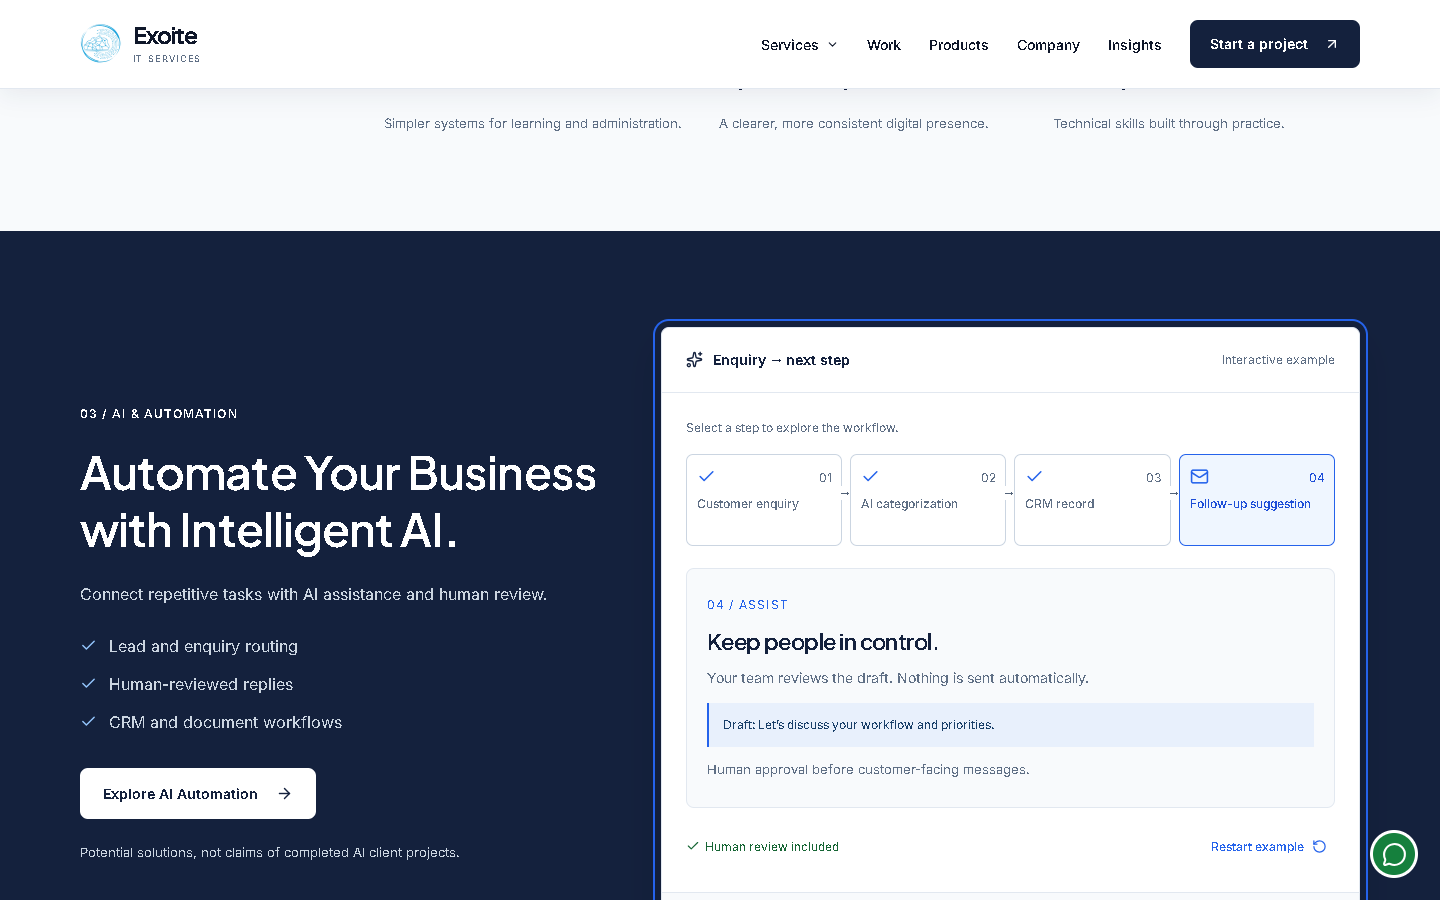 Exoite
IT SERVICES
Services
Work
Products
Company
Insights
Start a project
Simpler systems for learning and administration.
A clearer, more consistent digital presence.
Technical skills built through practice.
03 / AI & AUTOMATION
Automate Your Business
with Intelligent AI.
Connect repetitive tasks with AI assistance and human review.
Lead and enquiry routing
Human-reviewed replies
CRM and document workflows
Explore AI Automation
Potential solutions, not claims of completed AI client projects.
Enquiry → next step
Interactive example
Select a step to explore the workflow.
01
Customer enquiry
→
02
AI categorization
→
03
CRM record
→
04
Follow-up suggestion
04 / ASSIST
Keep people in control.
Your team reviews the draft. Nothing is sent automatically.
Draft: Let's discuss your workflow and priorities.
Human approval before customer-facing messages.
Human review included
Restart example